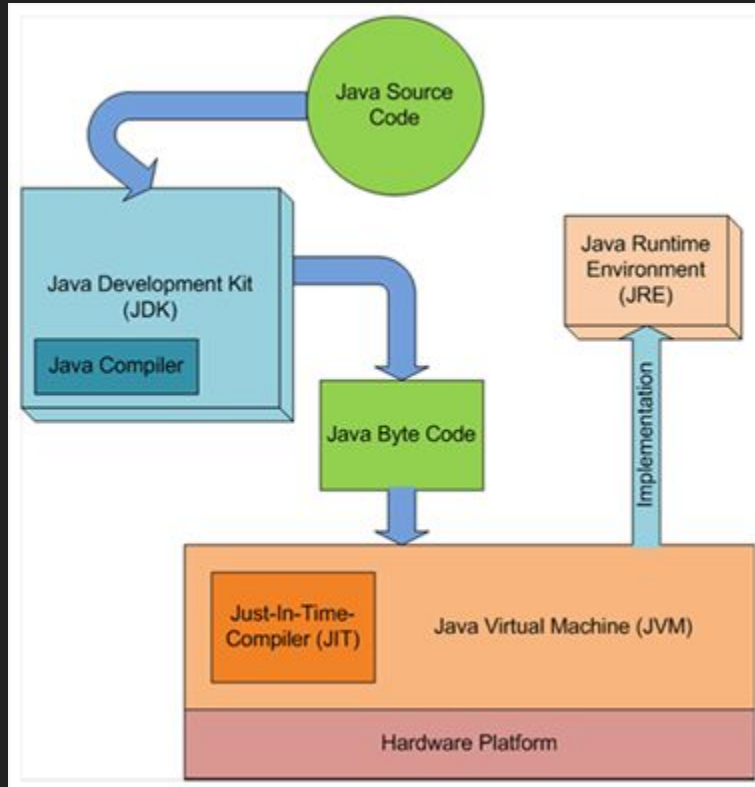 Java Source
Code
Java Development Kit
(JDK)
Java Compiler
Java Runtime
Environment
(JRE)
Java Byte Code
Implementation
Just-In-Time-
Compiler (JIT)
Java Virtual Machine (JVM)
Hardware Platform